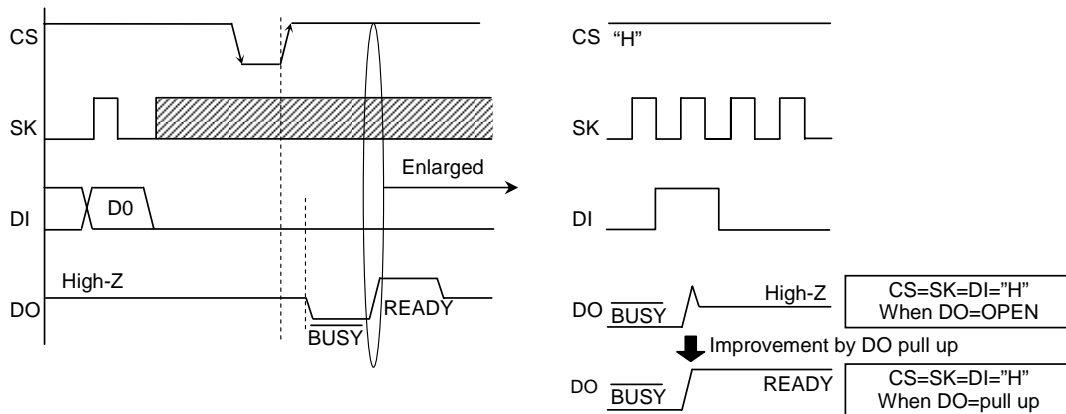 CS
SK
Enlarged
DI
D0
High-Z
DO
READY
BUSY
CS "H"
SK
DI
DO
BUSY
High-Z
CS=SK=DI="H"
When DO=OPEN
Improvement by DO pull up
DO
BUSY
READY
CS=SK=DI="H"
When DO=pull up